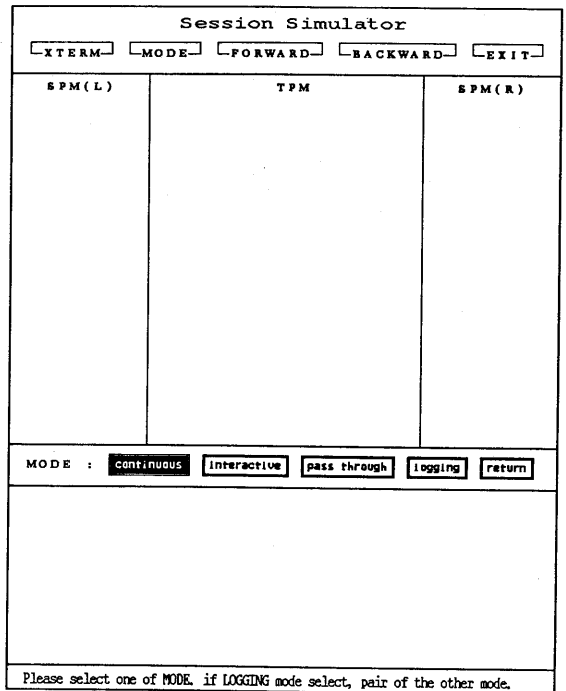 Session Simulator
XTERM MODE FORWARD BACKWARD EXIT
SPM(L) TPM SPM(R)
MODE : continuous interactive pass through logging return
Please select one of MODE. if LOGGING mode select, pair of the other mode.